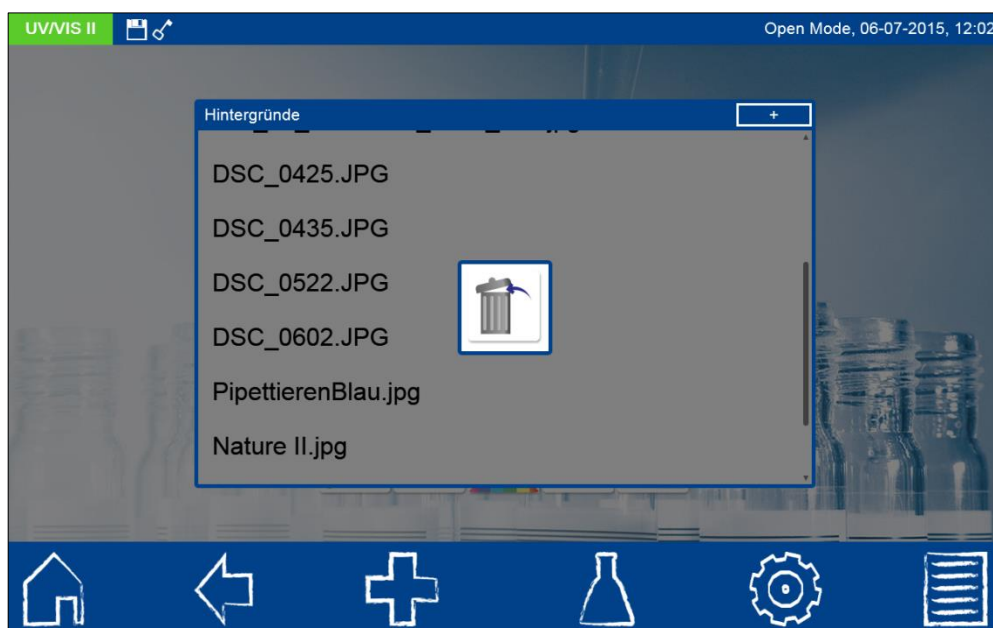 UV/VIS II
Open Mode, 06-07-2015, 12:02
Hintergründe
+
DSC_0425.JPG
DSC_0435.JPG
DSC_0522.JPG
DSC_0602.JPG
PipettierenBlau.jpg
Nature II.jpg